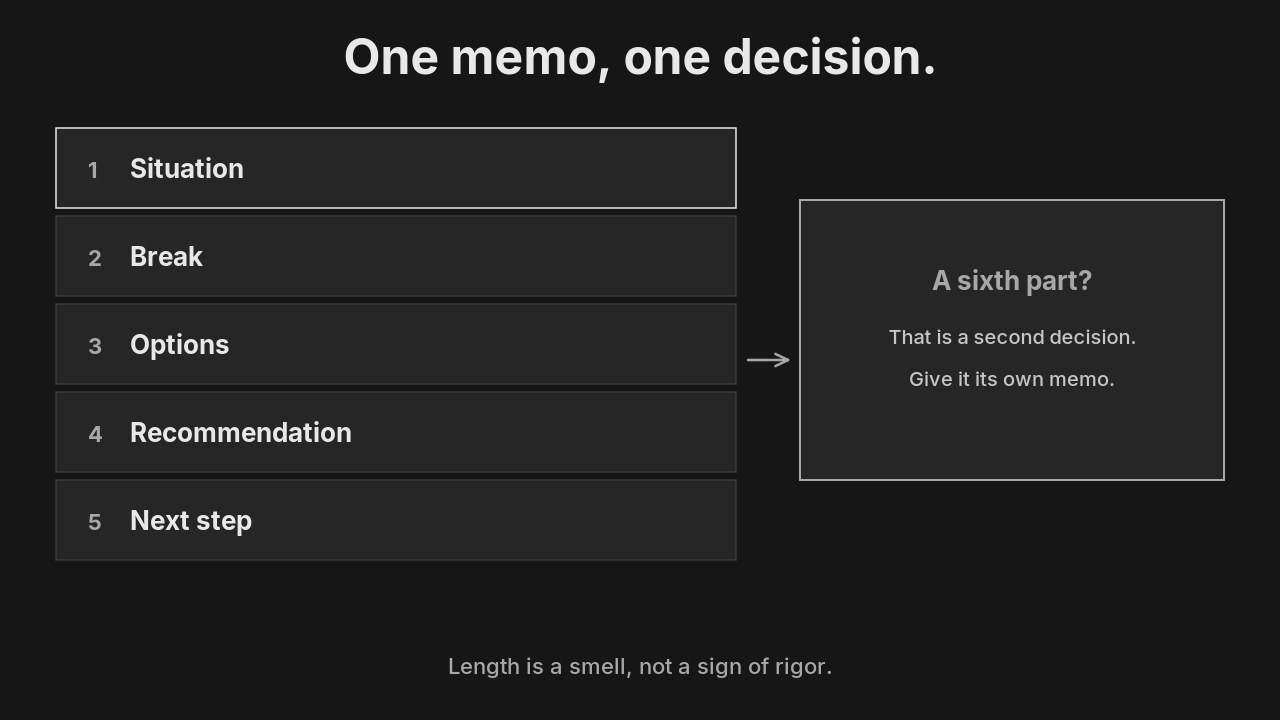 One memo, one decision.
1 Situation
2 Break
3 Options
4 Recommendation
5 Next step
A sixth part?
That is a second decision.
Give it its own memo.
Length is a smell, not a sign of rigor.